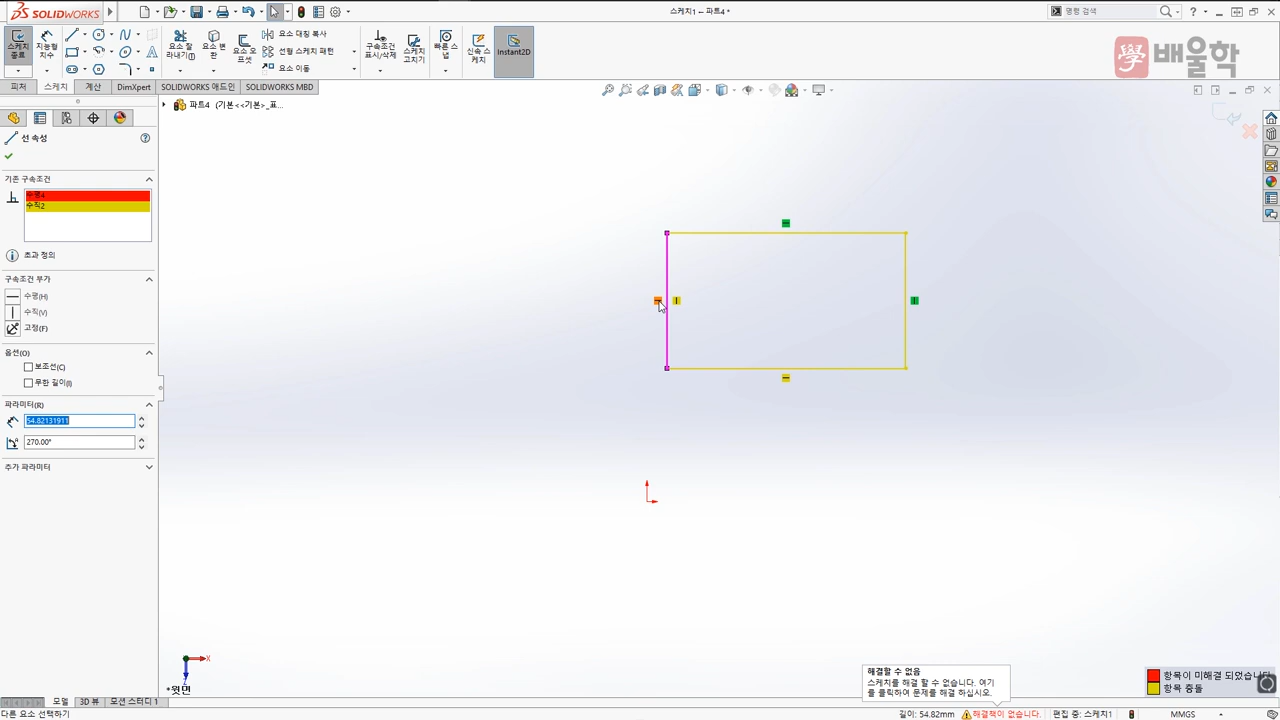 SOLIDWORKS
스케치1 - 파트4 *
명령 검색
스케치 종료
지능형 치수
요소 잘라내기(T)
요소 변환
요소 오프셋
요소 대칭 복사
선형 스케치 패턴
요소 이동
구속조건 표시/삭제
스케치 고치기
빠른 스냅
신속 스케치
Instant2D
學 배울학
피처
스케치
계산
DimXpert
SOLIDWORKS 애드인
SOLIDWORKS MBD
파트4 (기본<<기본>_표...
선 속성
기존 구속조건
수평4
수직2
초과 정의
구속조건 부가
수평(H)
수직(V)
고정(F)
옵션(O)
보조선(C)
무한 길이(I)
파라미터(R)
54.82131911
270.00°
추가 파라미터
X
Z
*윗면
해결할 수 없음
스케치를 해결 할 수 없습니다. 여기
를 클릭하여 문제를 해결 하십시오.
항목이 미해결 되었습니다
항목 충돌
모델
3D 뷰
모션 스터디 1
다른 요소 선택하기
길이: 54.82mm
해결책이 없습니다.
편집 중: 스케치1
MMGS